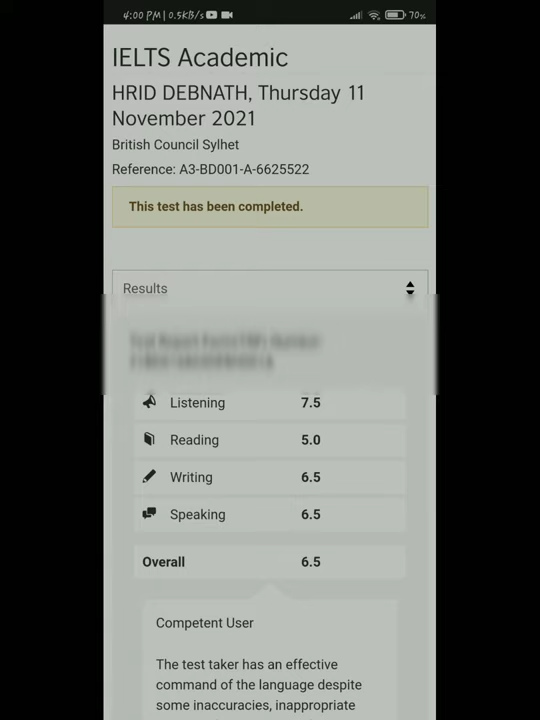 4:00 PM | 0.5KB/s
70%
IELTS Academic
HRID DEBNATH, Thursday 11
November 2021
British Council Sylhet
Reference: A3-BD001-A-6625522
This test has been completed.
Results
Listening 7.5
Reading 5.0
Writing 6.5
Speaking 6.5
Overall 6.5
Competent User
The test taker has an effective
command of the language despite
some inaccuracies, inappropriate